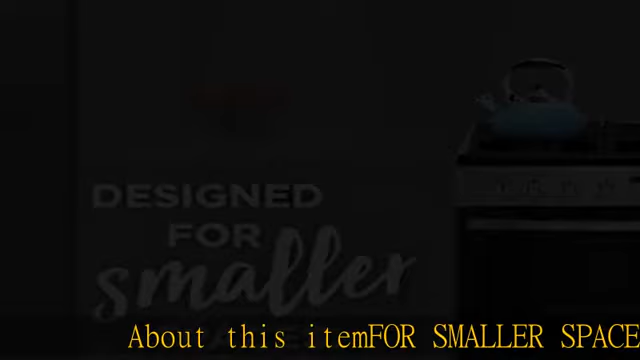 DESIGNED
FOR
smaller
About this itemFOR SMALLER SPACE